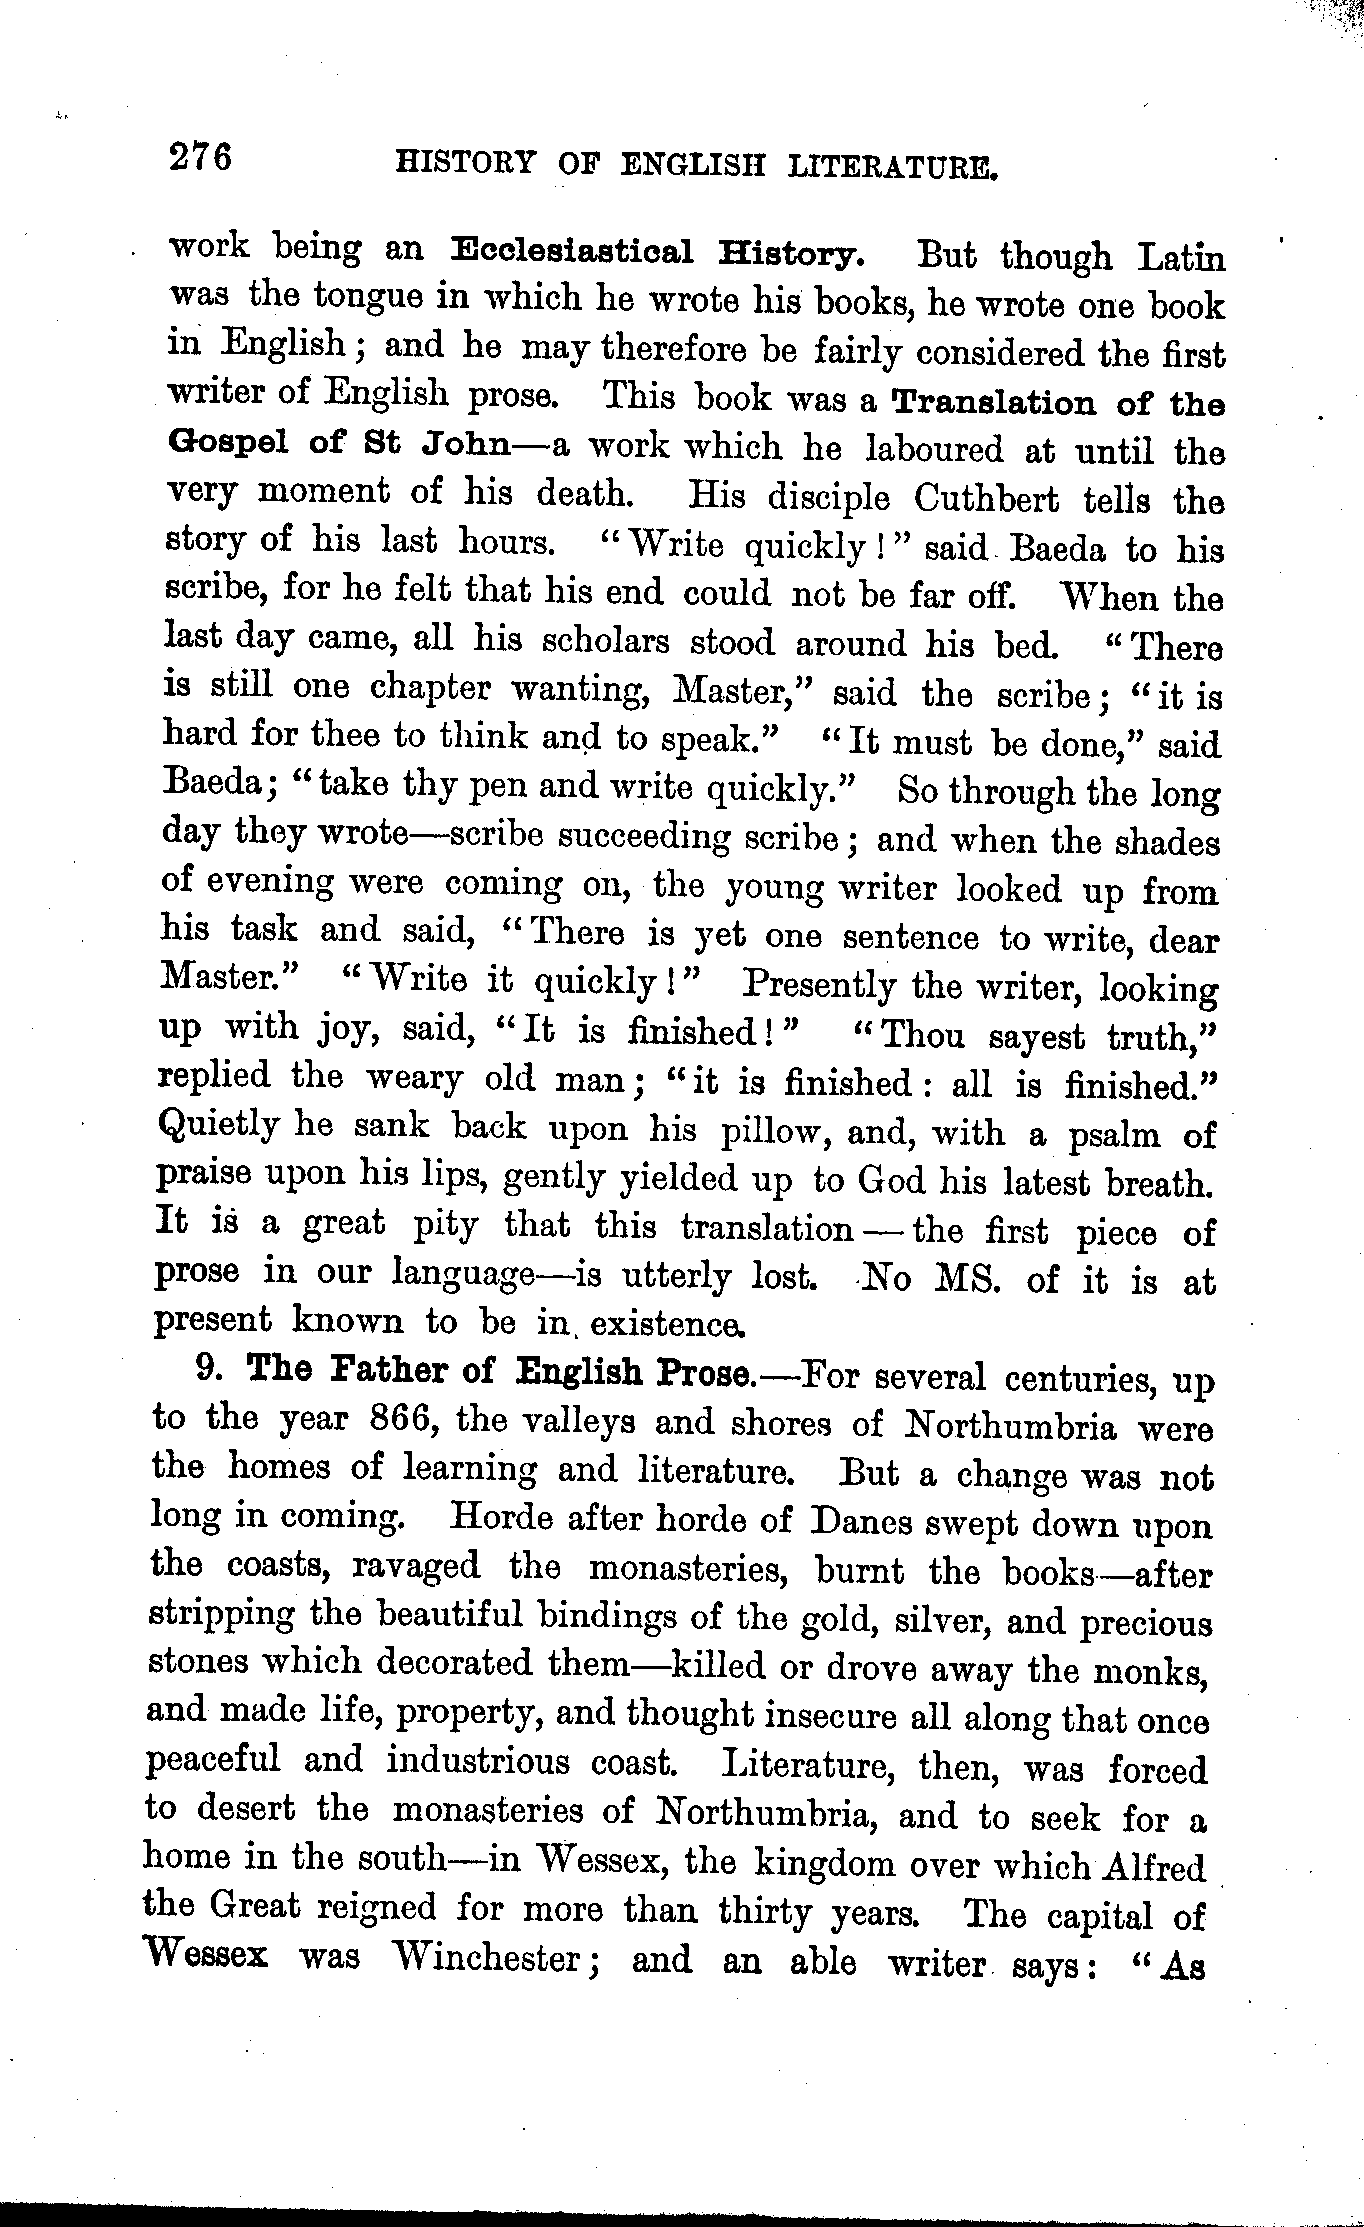 276 HISTORY OF ENGLISH LITERATURE.
work being an Ecclesiastical History. But though Latin
was the tongue in which he wrote his books, he wrote one book
in English; and he may therefore be fairly considered the first
writer of English prose. This book was a Translation of the
Gospel of St John—a work which he laboured at until the
very moment of his death. His disciple Cuthbert tells the
story of his last hours. "Write quickly!" said Baeda to his
scribe, for he felt that his end could not be far off. When the
last day came, all his scholars stood around his bed. "There
is still one chapter wanting, Master," said the scribe; "it is
hard for thee to think and to speak." "It must be done," said
Baeda; "take thy pen and write quickly." So through the long
day they wrote—scribe succeeding scribe; and when the shades
of evening were coming on, the young writer looked up from
his task and said, "There is yet one sentence to write, dear
Master." "Write it quickly!" Presently the writer, looking
up with joy, said, "It is finished!" "Thou sayest truth,"
replied the weary old man; "it is finished: all is finished."
Quietly he sank back upon his pillow, and, with a psalm of
praise upon his lips, gently yielded up to God his latest breath.
It is a great pity that this translation—the first piece of
prose in our language—is utterly lost. No MS. of it is at
present known to be in existence.
9. The Father of English Prose.—For several centuries, up
to the year 866, the valleys and shores of Northumbria were
the homes of learning and literature. But a change was not
long in coming. Horde after horde of Danes swept down upon
the coasts, ravaged the monasteries, burnt the books—after
stripping the beautiful bindings of the gold, silver, and precious
stones which decorated them—killed or drove away the monks,
and made life, property, and thought insecure all along that once
peaceful and industrious coast. Literature, then, was forced
to desert the monasteries of Northumbria, and to seek for a
home in the south—in Wessex, the kingdom over which Alfred
the Great reigned for more than thirty years. The capital of
Wessex was Winchester; and an able writer says: "As